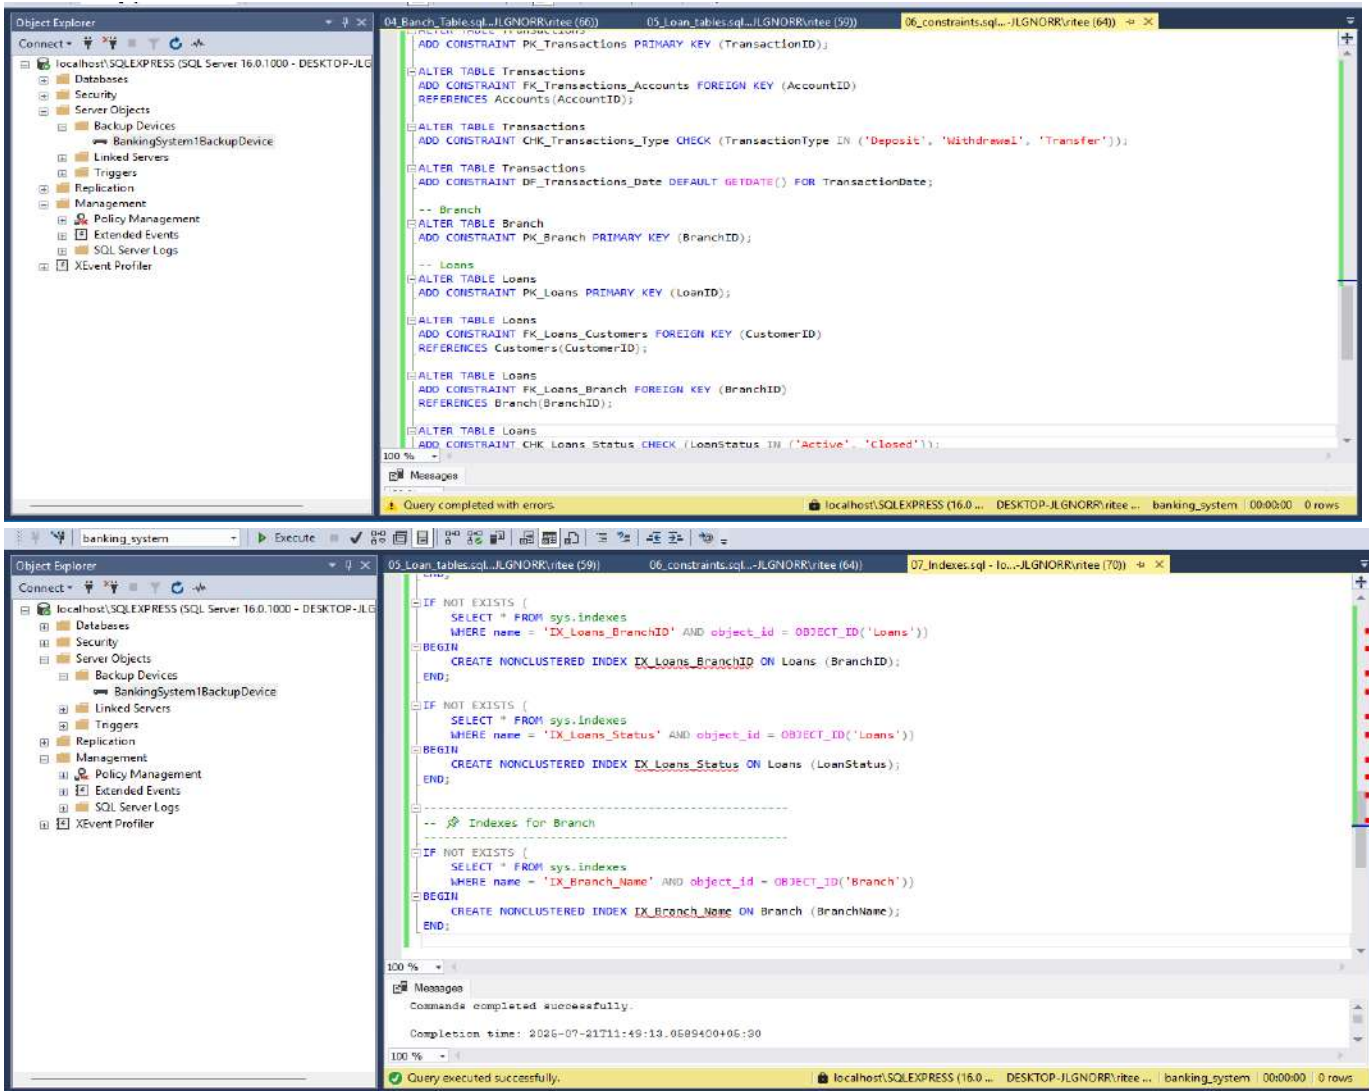 Object Explorer
Connect
localhost\SQLEXPRESS (SQL Server 16.0.1000 - DESKTOP-JLG
Databases
Security
Server Objects
Backup Devices
BankingSystem1BackupDevice
Linked Servers
Triggers
Replication
Management
Policy Management
Extended Events
SQL Server Logs
XEvent Profiler
04_Banch_Table.sql...JLGNORR\ritee (66))
05_Loan_tables.sql...JLGNORR\ritee (59))
06_constraints.sql...-JLGNORR\ritee (64))
ALTER TABLE Transactions
ADD CONSTRAINT PK_Transactions PRIMARY KEY (TransactionID);
ALTER TABLE Transactions
ADD CONSTRAINT FK_Transactions_Accounts FOREIGN KEY (AccountID)
REFERENCES Accounts(AccountID);
ALTER TABLE Transactions
ADD CONSTRAINT CHK_Transactions_Type CHECK (TransactionType IN ('Deposit', 'Withdrawal', 'Transfer'));
ALTER TABLE Transactions
ADD CONSTRAINT DF_Transactions_Date DEFAULT GETDATE() FOR TransactionDate;
-- Branch
ALTER TABLE Branch
ADD CONSTRAINT PK_Branch PRIMARY KEY (BranchID);
-- Loans
ALTER TABLE Loans
ADD CONSTRAINT PK_Loans PRIMARY KEY (LoanID);
ALTER TABLE Loans
ADD CONSTRAINT FK_Loans_Customers FOREIGN KEY (CustomerID)
REFERENCES Customers(CustomerID);
ALTER TABLE Loans
ADD CONSTRAINT FK_Loans_Branch FOREIGN KEY (BranchID)
REFERENCES Branch(BranchID);
ALTER TABLE Loans
ADD CONSTRAINT CHK_Loans_Status CHECK (LoanStatus IN ('Active', 'Closed'));
100 %
Messages
Query completed with errors.
localhost\SQLEXPRESS (16.0 ...
DESKTOP-JLGNORR\ritee ...
banking_system
00:00:00
0 rows
banking_system
Execute
Object Explorer
Connect
localhost\SQLEXPRESS (SQL Server 16.0.1000 - DESKTOP-JLG
Databases
Security
Server Objects
Backup Devices
BankingSystem1BackupDevice
Linked Servers
Triggers
Replication
Management
Policy Management
Extended Events
SQL Server Logs
XEvent Profiler
05_Loan_tables.sql...JLGNORR\ritee (59))
06_constraints.sql...-JLGNORR\ritee (64))
07_Indexes.sql - lo...-JLGNORR\ritee (70))
END;
IF NOT EXISTS (
SELECT * FROM sys.indexes
WHERE name = 'IX_Loans_BranchID' AND object_id = OBJECT_ID('Loans'))
BEGIN
CREATE NONCLUSTERED INDEX IX_Loans_BranchID ON Loans (BranchID);
END;
IF NOT EXISTS (
SELECT * FROM sys.indexes
WHERE name = 'IX_Loans_Status' AND object_id = OBJECT_ID('Loans'))
BEGIN
CREATE NONCLUSTERED INDEX IX_Loans_Status ON Loans (LoanStatus);
END;
------------------------------------------------------
-- 📌 Indexes for Branch
------------------------------------------------------
IF NOT EXISTS (
SELECT * FROM sys.indexes
WHERE name = 'IX_Branch_Name' AND object_id = OBJECT_ID('Branch'))
BEGIN
CREATE NONCLUSTERED INDEX IX_Branch_Name ON Branch (BranchName);
END;
100 %
Messages
Commands completed successfully.
Completion time: 2025-07-21T11:49:13.0589400+05:30
100 %
Query executed successfully.
localhost\SQLEXPRESS (16.0 ...
DESKTOP-JLGNORR\ritee ...
banking_system
00:00:00
0 rows